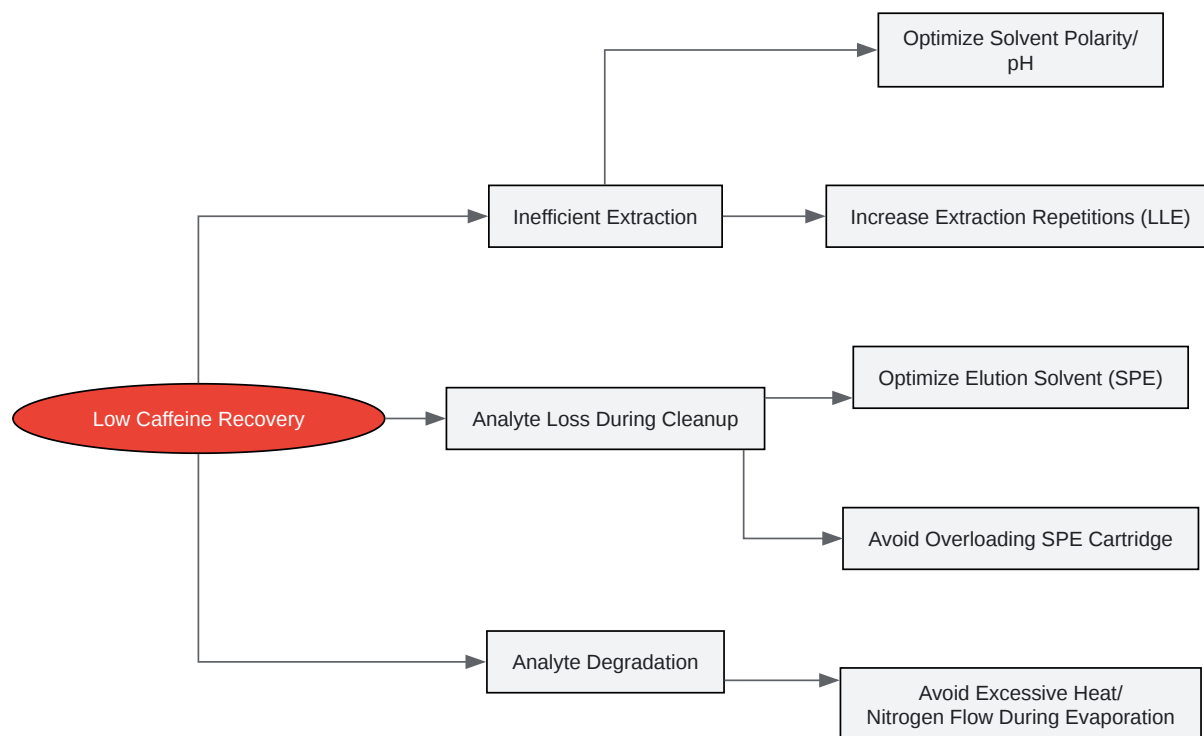 Optimize Solvent Polarity/
pH
Inefficient Extraction
Increase Extraction Repetitions (LLE)
Low Caffeine Recovery
Analyte Loss During Cleanup
Optimize Elution Solvent (SPE)
Avoid Overloading SPE Cartridge
Analyte Degradation
Avoid Excessive Heat/
Nitrogen Flow During Evaporation